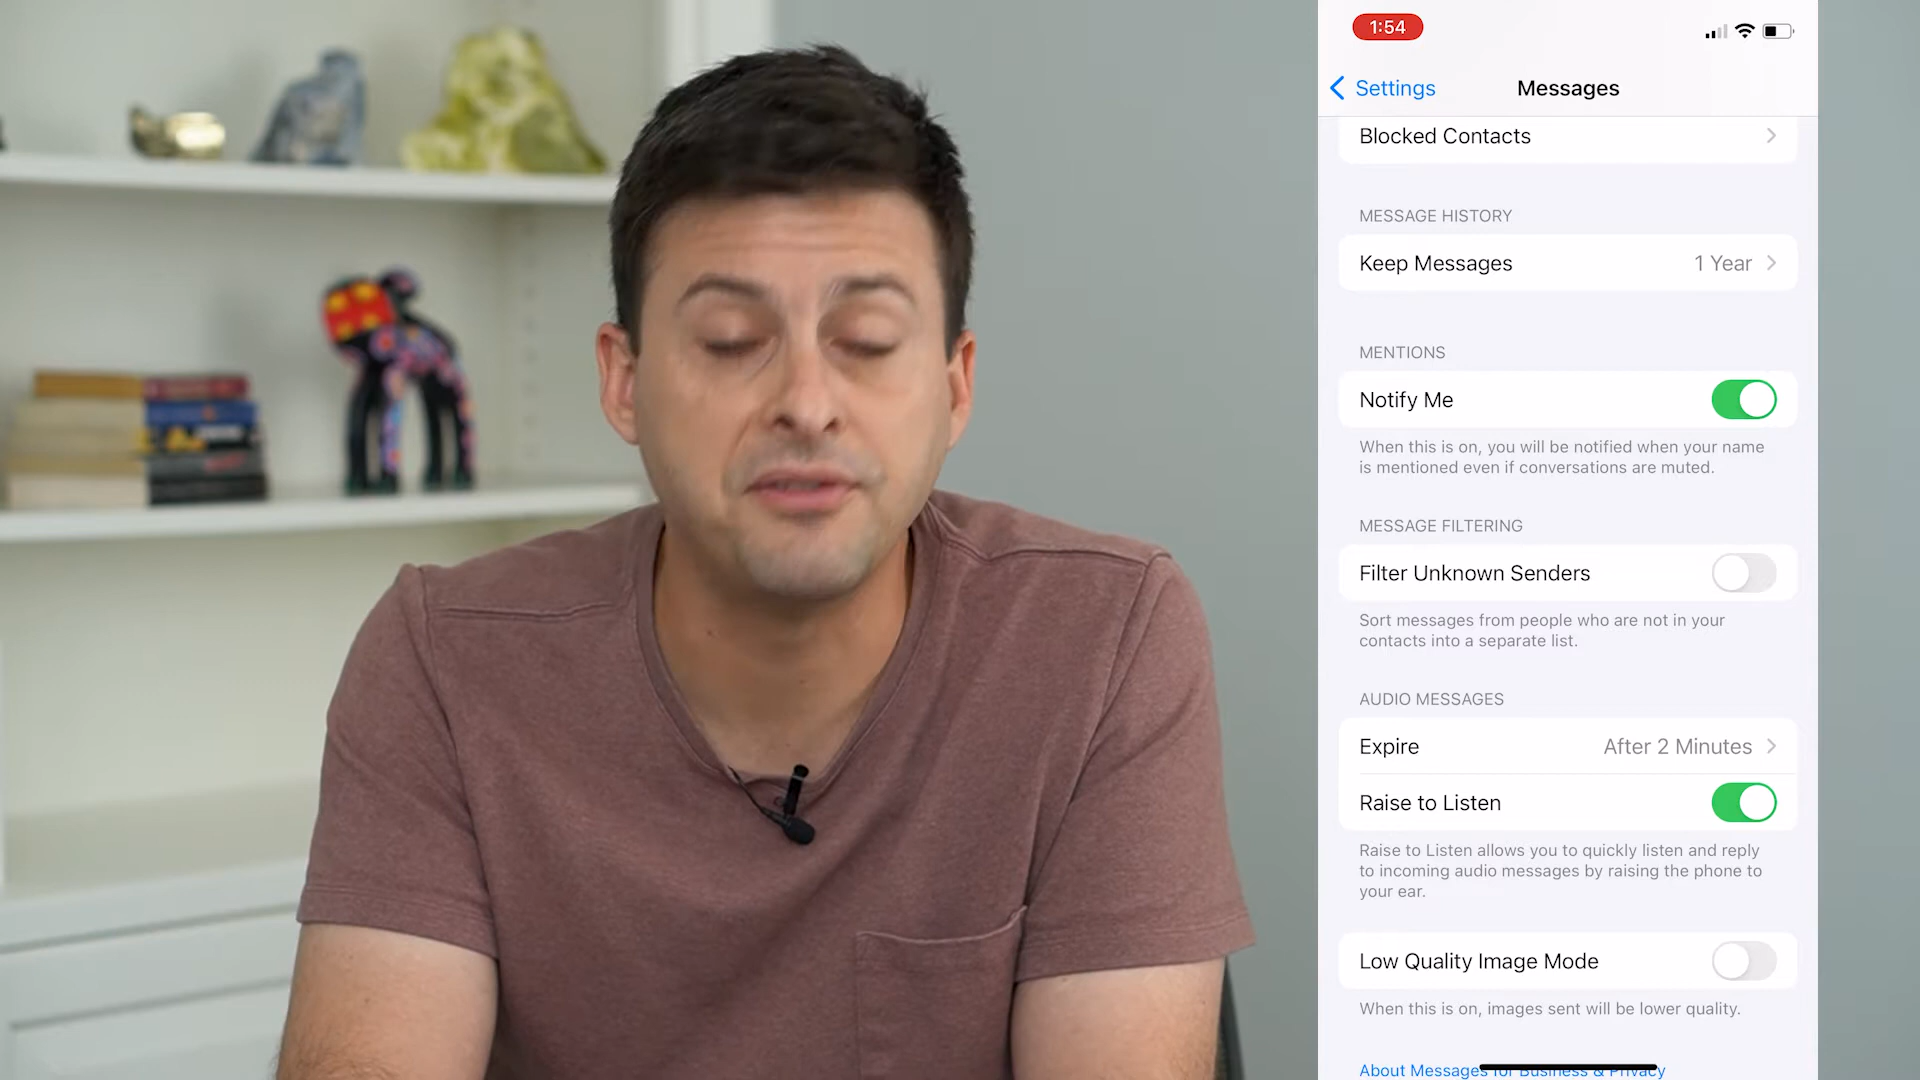 1:54
Settings
Messages
Blocked Contacts
MESSAGE HISTORY
Keep Messages
1 Year
MENTIONS
Notify Me
When this is on, you will be notified when your name
is mentioned even if conversations are muted.
MESSAGE FILTERING
Filter Unknown Senders
Sort messages from people who are not in your
contacts into a separate list.
AUDIO MESSAGES
Expire
After 2 Minutes
Raise to Listen
Raise to Listen allows you to quickly listen and reply
to incoming audio messages by raising the phone to
your ear.
Low Quality Image Mode
When this is on, images sent will be lower quality.
About Messages for Business & Privacy